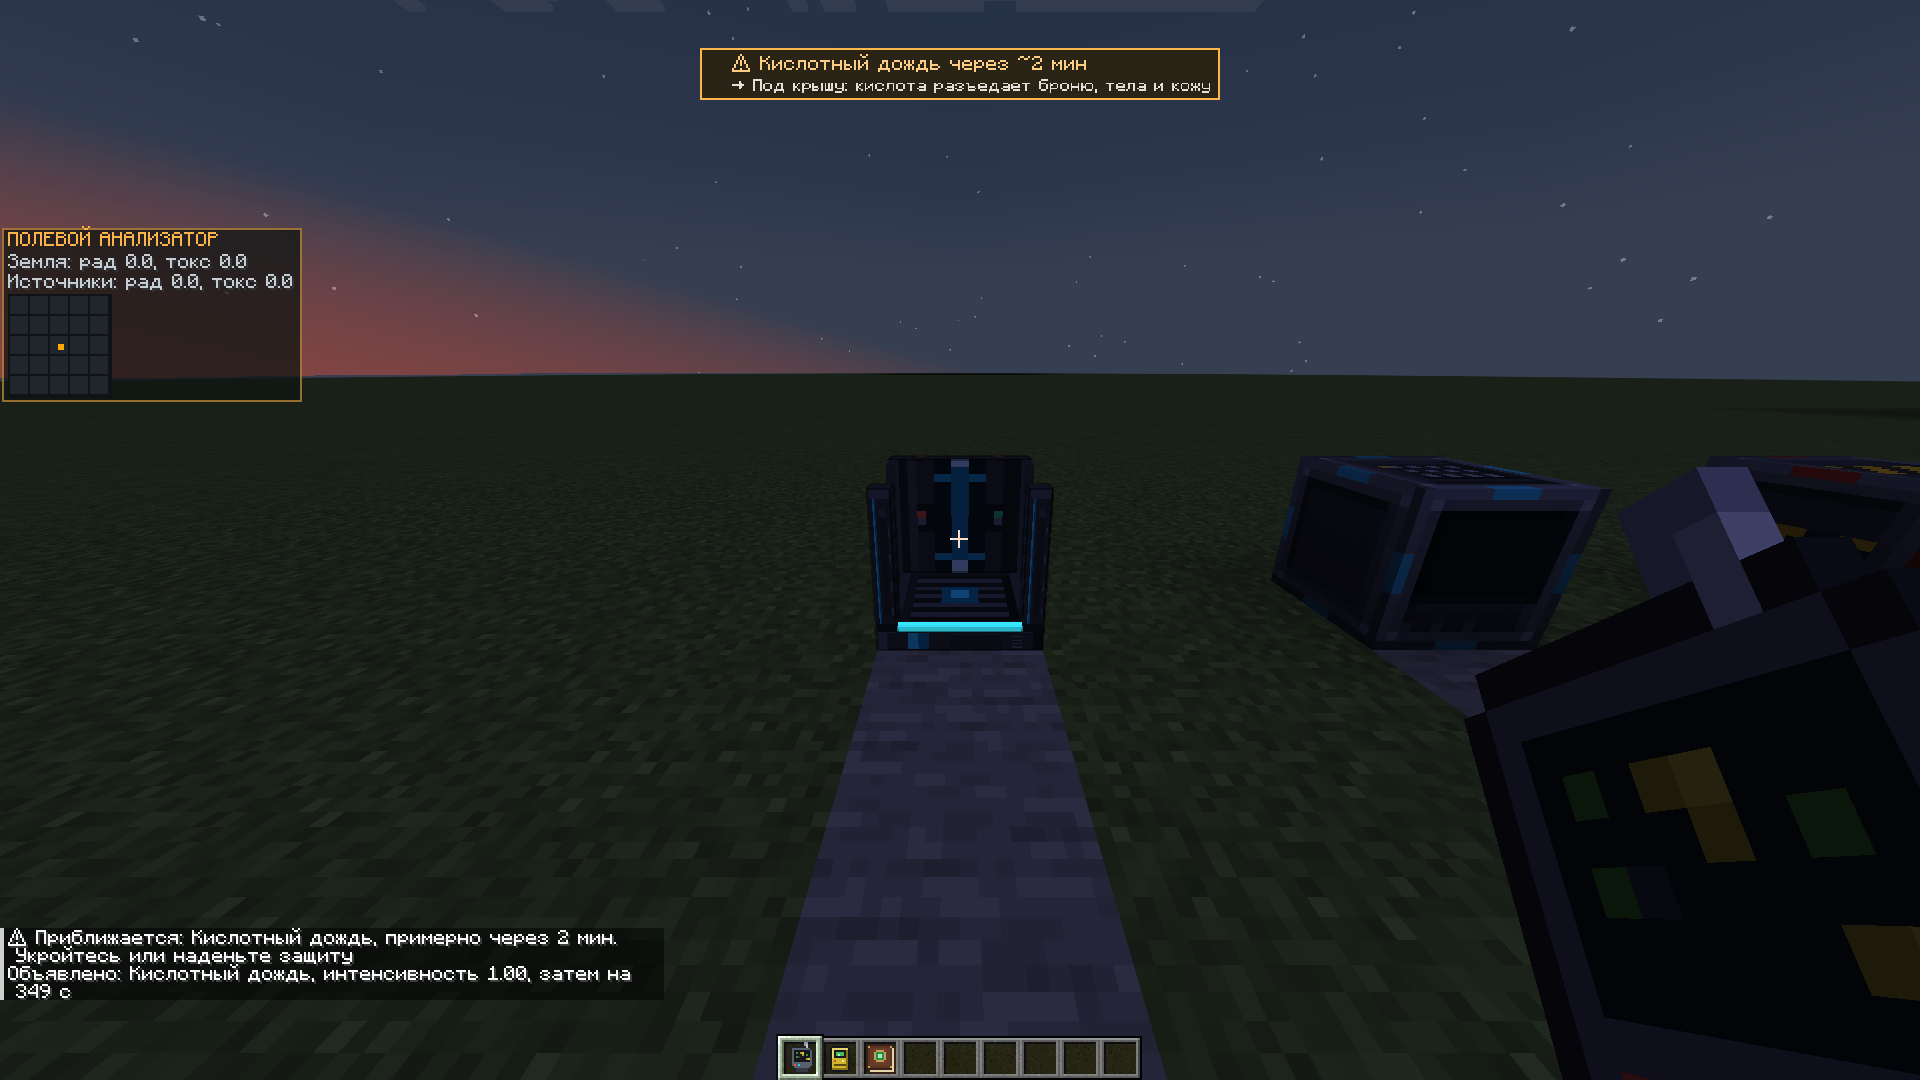 ⚠ Кислотный дождь через ~2 мин
→ Под крышу: кислота разъедает броню, тела и кожу
ПОЛЕВОЙ АНАЛИЗАТОР
Земля: рад 0.0, токс 0.0
Источники: рад 0.0, токс 0.0
⚠ Приближается: Кислотный дождь, примерно через 2 мин.
Укройтесь или наденьте защиту
Объявлено: Кислотный дождь, интенсивность 1.00, затем на
349 с